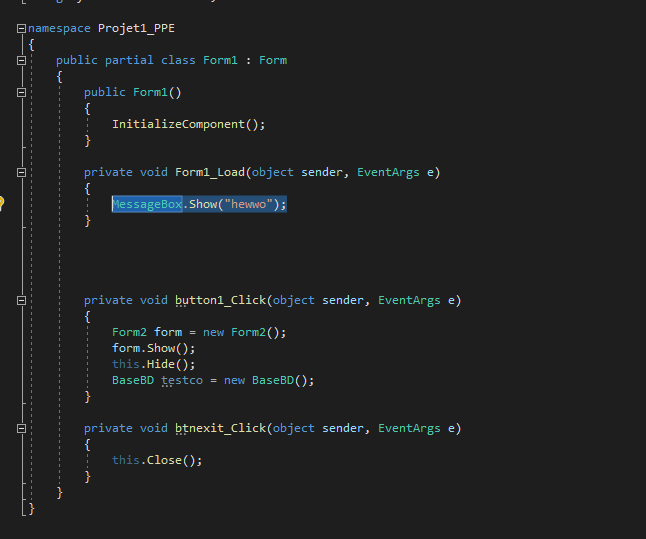 namespace Projet1_PPE
{
public partial class Form1 : Form
{
public Form1()
{
InitializeComponent();
}
private void Form1_Load(object sender, EventArgs e)
{
MessageBox.Show("hewwo");
}
private void button1_Click(object sender, EventArgs e)
{
Form2 form = new Form2();
form.Show();
this.Hide();
BaseBD testco = new BaseBD();
}
private void btnexit_Click(object sender, EventArgs e)
{
this.Close();
}
}
}